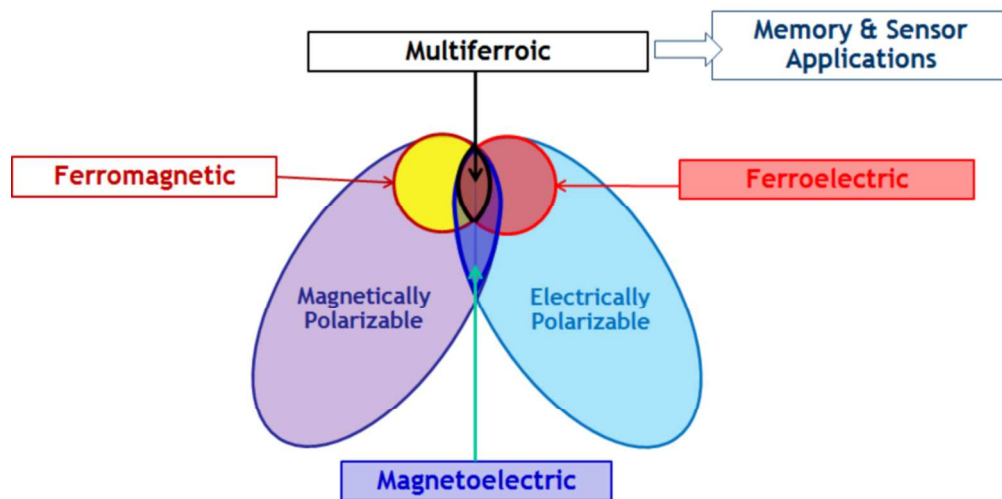 Multiferroic
Memory & Sensor
Applications
Ferromagnetic
Ferroelectric
Magnetically
Polarizable
Electrically
Polarizable
Magnetoelectric